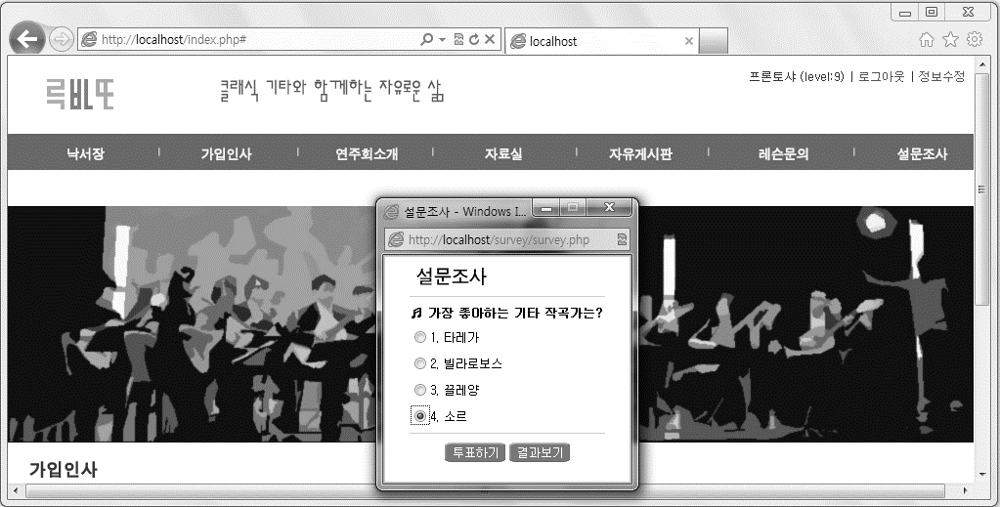 http://localhost/index.php#
localhost
프론토샤 (level:9) | 로그아웃 | 정보수정
륵비또
클래식 기타와 함께하는 자유로운 삶
낙서장 | 가입인사 | 연주회소개 | 자료실 | 자유게시판 | 레슨문의 | 설문조사
설문조사 - Windows I...
http://localhost/survey/survey.php
설문조사
♬ 가장 좋아하는 기타 작곡가는?
1. 타레가
2. 빌라로보스
3. 끌레양
4. 소르
투표하기 결과보기
가입인사